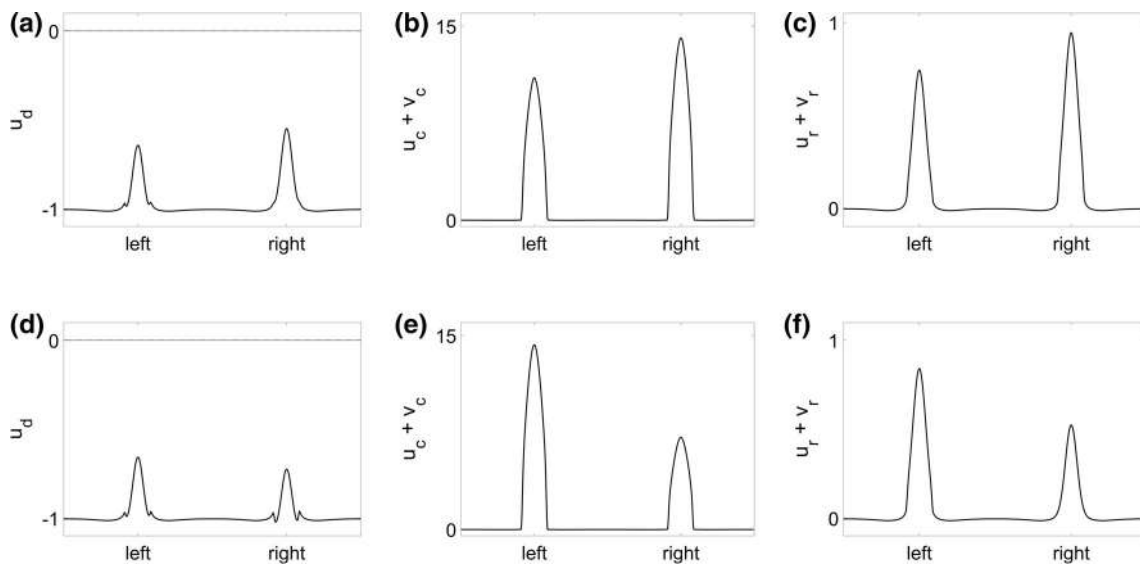 (a)
0
u_d
-1
left right
(b)
15
u_c + v_c
0
left right
(c)
1
u_r + v_r
0
left right
(d)
0
u_d
-1
left right
(e)
15
u_c + v_c
0
left right
(f)
1
u_r + v_r
0
left right